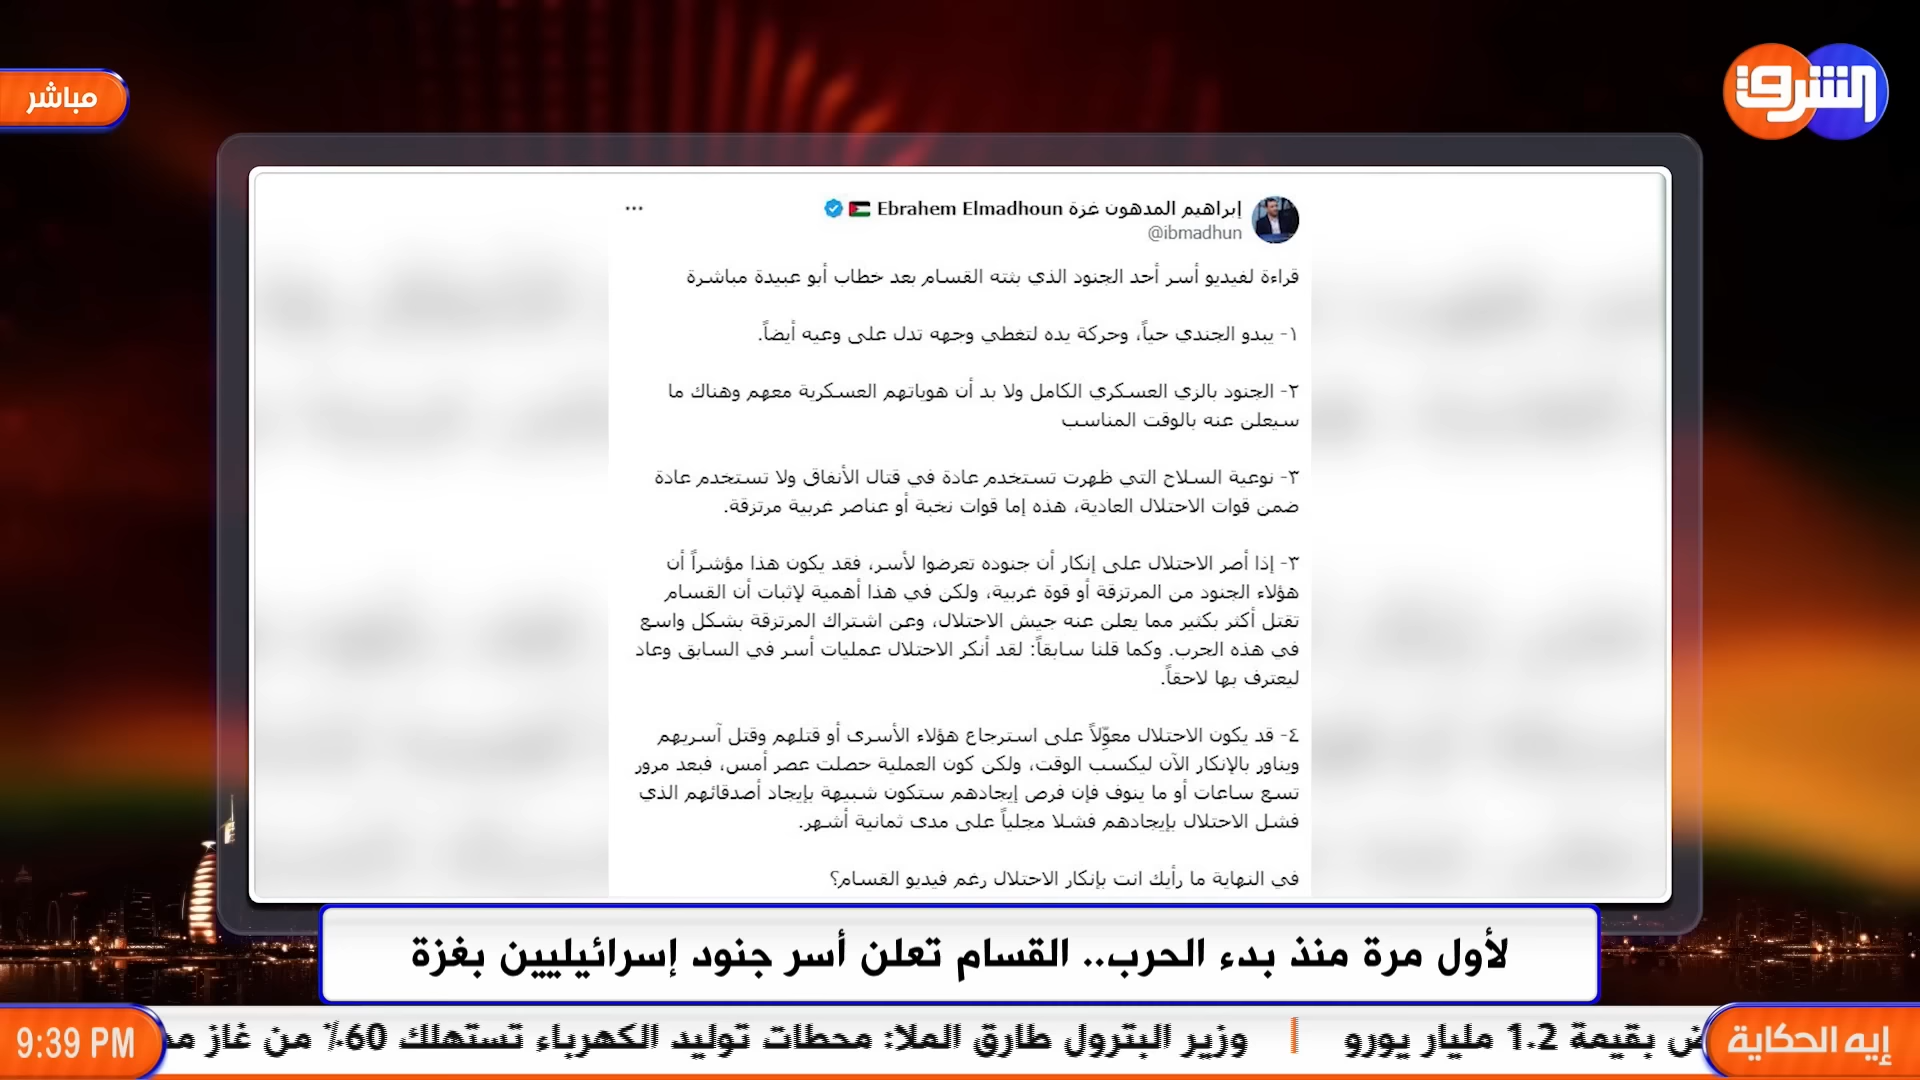 مباشر
الشرق
إبراهيم المدهون غزة Ebrahem Elmadhoun
@ibmadhun
...
قراءة لفيديو أسر أحد الجنود الذي بثته القسام بعد خطاب أبو عبيدة مباشرة
١- يبدو الجندي حياً، وحركة يده لتغطي وجهه تدل على وعيه أيضاً.
٢- الجنود بالزي العسكري الكامل ولا بد أن هوياتهم العسكرية معهم وهناك ما
سيعلن عنه بالوقت المناسب
٣- نوعية السلاح التي ظهرت تستخدم عادة في قتال الأنفاق ولا تستخدم عادة
ضمن قوات الاحتلال العادية، هذه إما قوات نخبة أو عناصر غربية مرتزقة.
٣- إذا أصر الاحتلال على إنكار أن جنوده تعرضوا لأسر، فقد يكون هذا مؤشراً أن
هؤلاء الجنود من المرتزقة أو قوة غربية، ولكن في هذا أهمية لإثبات أن القسام
تقتل أكثر بكثير مما يعلن عنه جيش الاحتلال، وعن اشتراك المرتزقة بشكل واسع
في هذه الحرب. وكما قلنا سابقاً: لقد أنكر الاحتلال عمليات أسر في السابق وعاد
ليعترف بها لاحقاً.
٤- قد يكون الاحتلال معوِّلاً على استرجاع هؤلاء الأسرى أو قتلهم وقتل آسريهم
ويناور بالإنكار الآن ليكسب الوقت، ولكن كون العملية حصلت عصر أمس، فبعد مرور
تسع ساعات أو ما ينوف فإن فرص إيجادهم ستكون شبيهة بإيجاد أصدقائهم الذي
فشل الاحتلال بإيجادهم فشلا مجلياً على مدى ثمانية أشهر.
في النهاية ما رأيك انت بإنكار الاحتلال رغم فيديو القسام؟
لأول مرة منذ بدء الحرب.. القسام تعلن أسر جنود إسرائيليين بغزة
إيه الحكاية
بقيمة 1.2 مليار يورو | وزير البترول طارق الملا: محطات توليد الكهرباء تستهلك 60% من غاز
9:39 PM